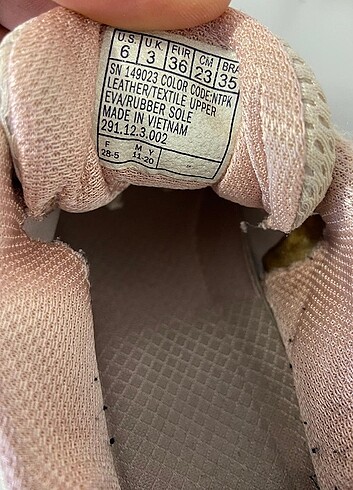 U.S. UK EUR CM BRA
6 3 36 23 35
SN 149023 COLOR CODE:NTPK
LEATHER/TEXTILE UPPER
EVA/RUBBER SOLE
MADE IN VIETNAM
291.12.3.002
F M Y
28-5 11-20